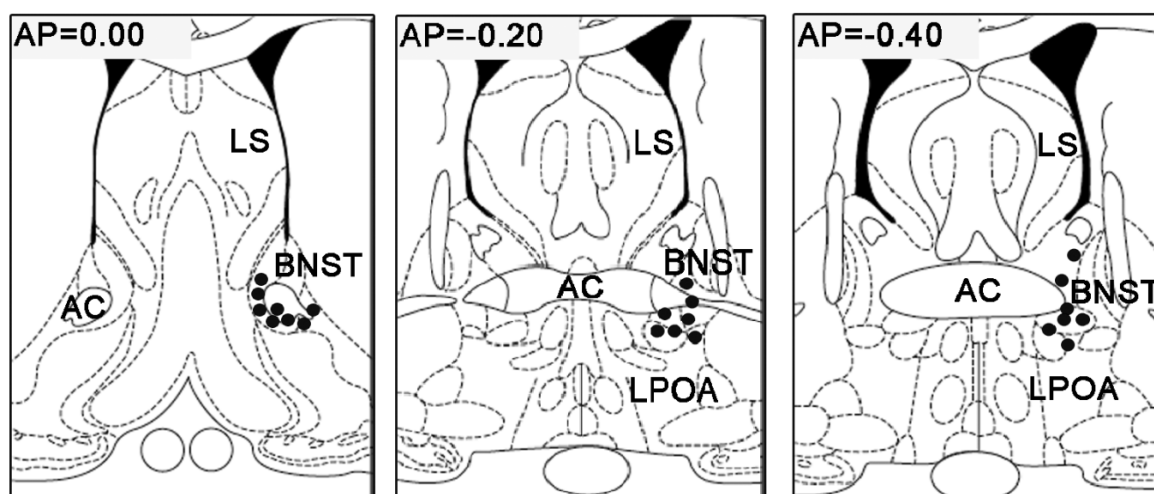 AP=0.00
LS
BNST
AC
AP=-0.20
LS
BNST
AC
LPOA
AP=-0.40
LS
AC
BNST
LPOA